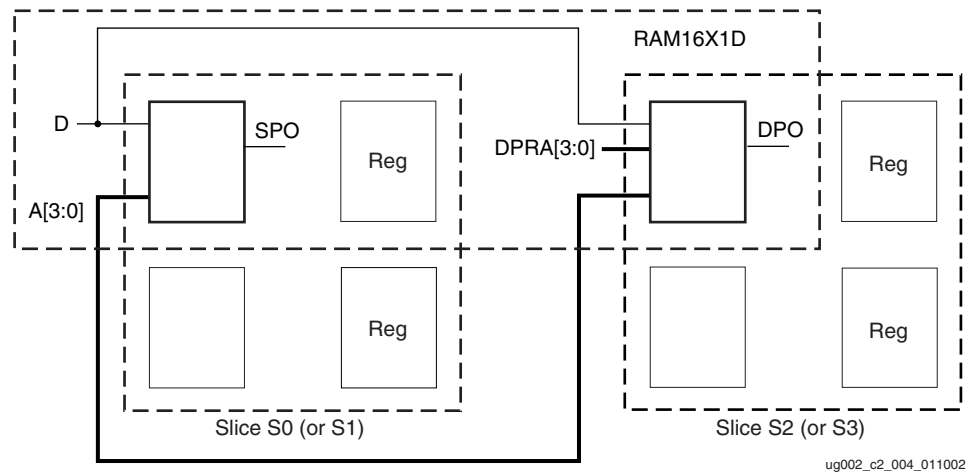 RAM16X1D
D
SPO
Reg
DPRA[3:0]
DPO
Reg
A[3:0]
Reg
Reg
Slice S0 (or S1)
Slice S2 (or S3)
ug002_c2_004_011002